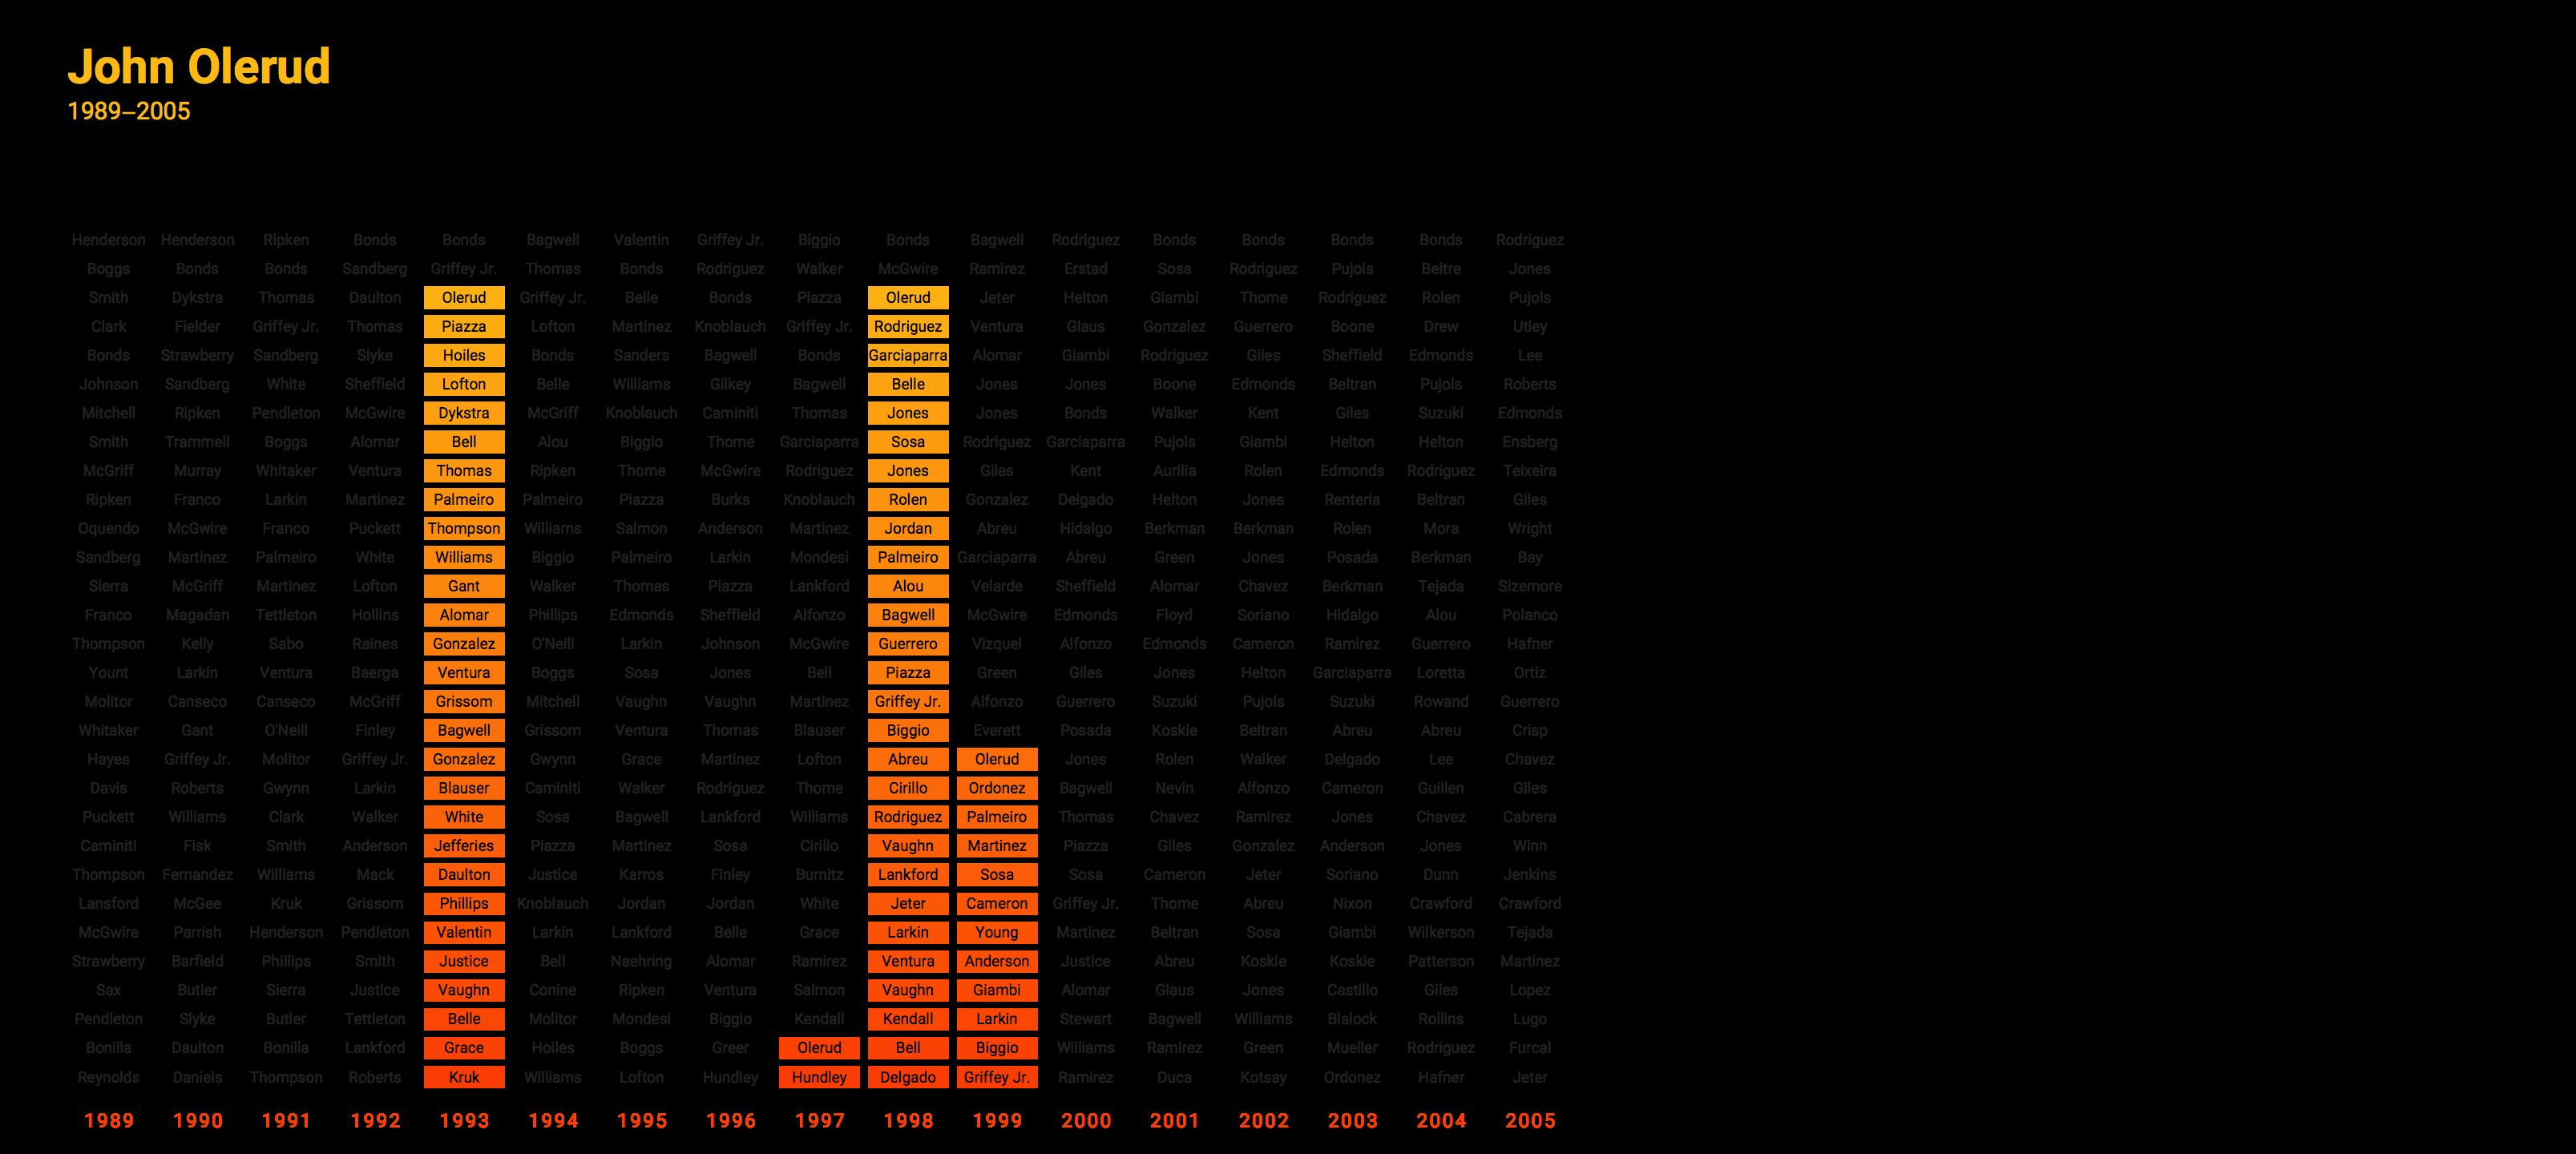 John Olerud
1989–2005
Henderson Henderson Ripken Bonds Bonds Bagwell Valentin Griffey Jr. Biggio Bonds Bagwell Rodriguez Bonds Bonds Bonds Bonds Rodriguez
Boggs Bonds Bonds Sandberg Griffey Jr. Thomas Bonds Rodriguez Walker McGwire Ramirez Erstad Sosa Rodriguez Pujols Beltre Jones
Smith Dykstra Thomas Daulton Olerud Griffey Jr. Belle Bonds Piazza Olerud Jeter Helton Giambi Thome Rodriguez Rolen Pujols
Clark Fielder Griffey Jr. Thomas Piazza Lofton Martinez Knoblauch Griffey Jr. Rodriguez Ventura Glaus Gonzalez Guerrero Boone Drew Utley
Bonds Strawberry Sandberg Slyke Hoiles Bonds Sanders Bagwell Bonds Garciaparra Alomar Giambi Rodriguez Giles Sheffield Edmonds Lee
Johnson Sandberg White Sheffield Lofton Belle Williams Gilkey Bagwell Belle Jones Jones Boone Edmonds Beltran Pujols Roberts
Mitchell Ripken Pendleton McGwire Dykstra McGriff Knoblauch Caminiti Thomas Jones Jones Bonds Walker Kent Giles Suzuki Edmonds
Smith Trammell Boggs Alomar Bell Alou Biggio Thome Garciaparra Sosa Rodriguez Garciaparra Pujols Giambi Helton Helton Ensberg
McGriff Murray Whitaker Ventura Thomas Ripken Thome McGwire Rodriguez Jones Giles Kent Aurilia Rolen Edmonds Rodriguez Teixeira
Ripken Franco Larkin Martinez Palmeiro Palmeiro Piazza Burks Knoblauch Rolen Gonzalez Delgado Helton Jones Renteria Beltran Giles
Oquendo McGwire Franco Puckett Thompson Williams Salmon Anderson Martinez Jordan Abreu Hidalgo Berkman Berkman Rolen Mora Wright
Sandberg Martinez Palmeiro White Williams Biggio Palmeiro Larkin Mondesi Palmeiro Garciaparra Abreu Green Jones Posada Berkman Bay
Sierra McGriff Martinez Lofton Gant Walker Thomas Piazza Lankford Alou Velarde Sheffield Alomar Chavez Berkman Tejada Sizemore
Franco Magadan Tettleton Hollins Alomar Phillips Edmonds Sheffield Alfonzo Bagwell McGwire Edmonds Floyd Soriano Hidalgo Alou Polanco
Thompson Kelly Sabo Raines Gonzalez O'Neill Larkin Johnson McGwire Guerrero Vizquel Alfonzo Edmonds Cameron Ramirez Guerrero Hafner
Yount Larkin Ventura Baerga Ventura Boggs Sosa Jones Bell Piazza Green Giles Jones Helton Garciaparra Loretta Ortiz
Molitor Canseco Canseco McGriff Grissom Mitchell Vaughn Vaughn Martinez Griffey Jr. Alfonzo Guerrero Suzuki Pujols Suzuki Rowand Guerrero
Whitaker Gant O'Neill Finley Bagwell Grissom Ventura Thomas Blauser Biggio Everett Posada Koskie Beltran Abreu Abreu Crisp
Hayes Griffey Jr. Molitor Griffey Jr. Gonzalez Gwynn Grace Martinez Lofton Abreu Olerud Jones Rolen Walker Delgado Lee Chavez
Davis Roberts Gwynn Larkin Blauser Caminiti Walker Rodriguez Thome Cirillo Ordonez Bagwell Nevin Alfonzo Cameron Guillen Giles
Puckett Williams Clark Walker White Sosa Bagwell Lankford Williams Rodriguez Palmeiro Thomas Chavez Ramirez Jones Chavez Cabrera
Caminiti Fisk Smith Anderson Jefferies Piazza Martinez Sosa Cirillo Vaughn Martinez Piazza Giles Gonzalez Anderson Jones Winn
Thompson Fernandez Williams Mack Daulton Justice Karros Finley Burnitz Lankford Sosa Sosa Cameron Jeter Soriano Dunn Jenkins
Lansford McGee Kruk Grissom Phillips Knoblauch Jordan Jordan White Jeter Cameron Griffey Jr. Thome Abreu Nixon Crawford Crawford
McGwire Parrish Henderson Pendleton Valentin Larkin Lankford Belle Grace Larkin Young Martinez Beltran Sosa Giambi Wilkerson Tejada
Strawberry Barfield Phillips Smith Justice Bell Naehring Alomar Ramirez Ventura Anderson Justice Abreu Koskie Koskie Patterson Martinez
Sax Butler Sierra Justice Vaughn Conine Ripken Ventura Salmon Vaughn Giambi Alomar Glaus Jones Castillo Giles Lopez
Pendleton Slyke Butler Tettleton Belle Molitor Mondesi Biggio Kendall Kendall Larkin Stewart Bagwell Williams Blalock Rollins Lugo
Bonilla Daulton Bonilla Lankford Grace Hoiles Boggs Greer Olerud Bell Biggio Williams Ramirez Green Mueller Rodriguez Furcal
Reynolds Daniels Thompson Roberts Kruk Williams Lofton Hundley Hundley Delgado Griffey Jr. Ramirez Duca Kotsay Ordonez Hafner Jeter
1989 1990 1991 1992 1993 1994 1995 1996 1997 1998 1999 2000 2001 2002 2003 2004 2005